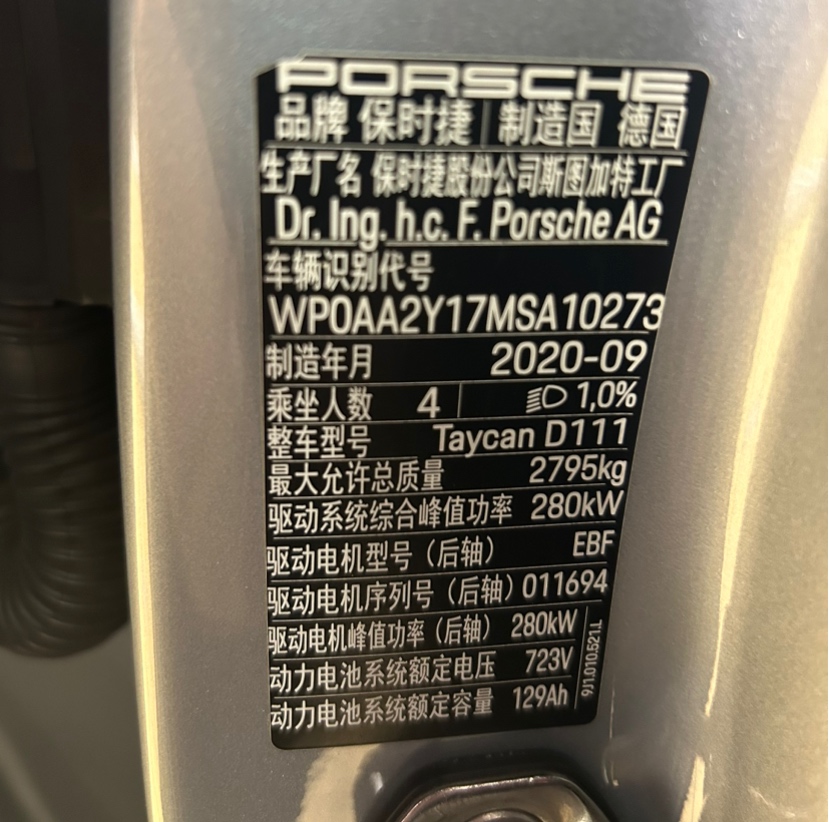 PORSCHE
品牌 保时捷 制造国 德国
生产厂名 保时捷股份公司斯图加特工厂
Dr. Ing. h.c. F. Porsche AG
车辆识别代号
WP0AA2Y17MSA10273
制造年月 2020-09
乘坐人数 4 1,0%
整车型号 Taycan D111
最大允许总质量 2795kg
驱动系统综合峰值功率 280kW
驱动电机型号（后轴） EBF
驱动电机序列号（后轴）011694
驱动电机峰值功率（后轴） 280kW
动力电池系统额定电压 723V
动力电池系统额定容量 129Ah